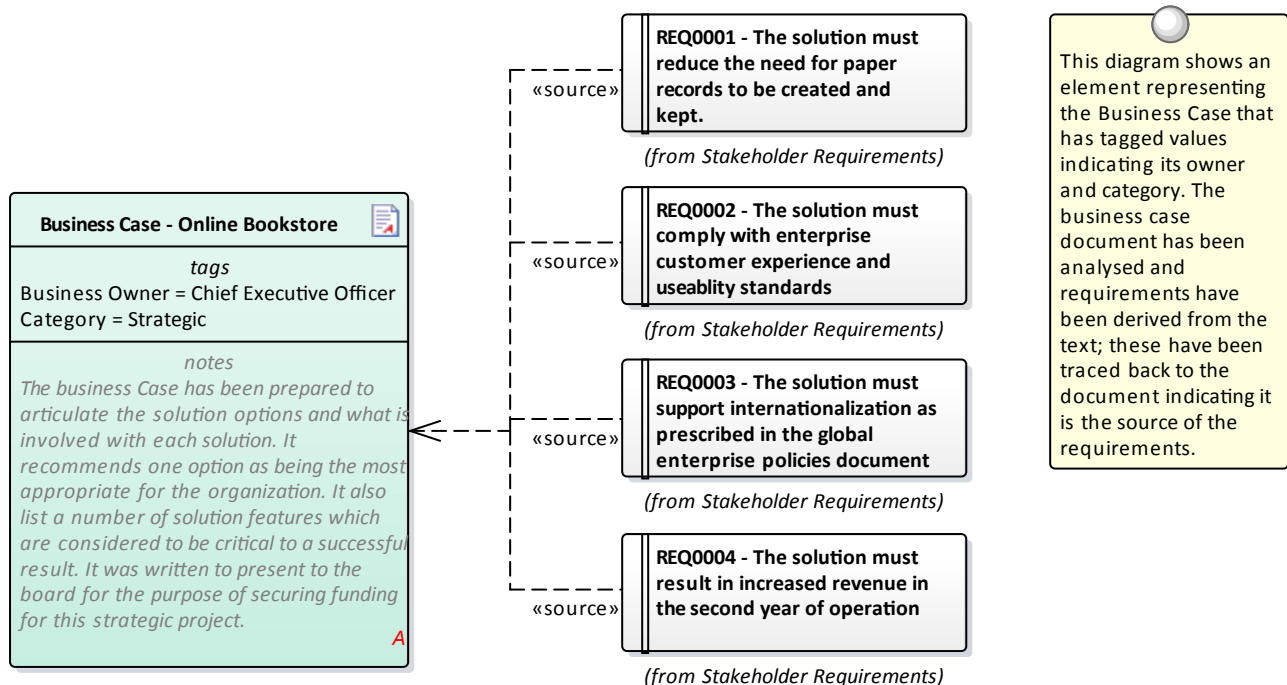 Business Case - Online Bookstore
tags
Business Owner = Chief Executive Officer
Category = Strategic
notes
The business Case has been prepared to
articulate the solution options and what is
involved with each solution. It
recommends one option as being the most
appropriate for the organization. It also
list a number of solution features which
are considered to be critical to a successful
result. It was written to present to the
board for the purpose of securing funding
for this strategic project.
A
«source»
REQ0001 - The solution must
reduce the need for paper
records to be created and
kept.
(from Stakeholder Requirements)
«source»
REQ0002 - The solution must
comply with enterprise
customer experience and
useablity standards
(from Stakeholder Requirements)
«source»
REQ0003 - The solution must
support internationalization as
prescribed in the global
enterprise policies document
(from Stakeholder Requirements)
«source»
REQ0004 - The solution must
result in increased revenue in
the second year of operation
(from Stakeholder Requirements)
This diagram shows an
element representing
the Business Case that
has tagged values
indicating its owner
and category. The
business case
document has been
analysed and
requirements have
been derived from the
text; these have been
traced back to the
document indicating it
is the source of the
requirements.